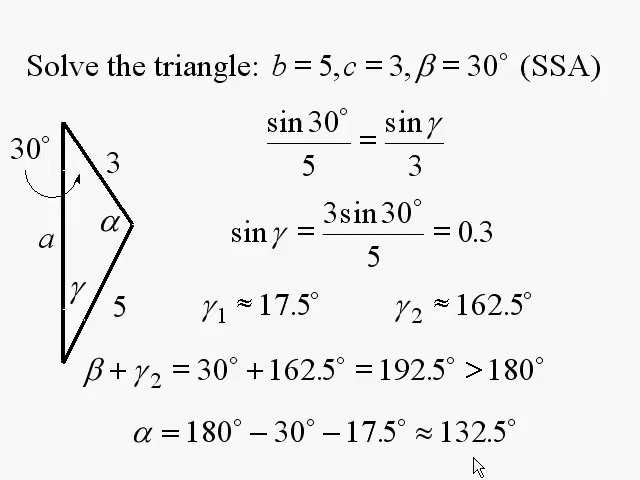 Solve the triangle: b = 5, c = 3, β = 30° (SSA)
sin 30° / 5 = sin γ / 3
30°
3
α
a
sin γ = 3 sin 30° / 5 = 0.3
γ
5
γ₁ ≈ 17.5° γ₂ ≈ 162.5°
β + γ₂ = 30° + 162.5° = 192.5° > 180°
α = 180° − 30° − 17.5° ≈ 132.5°